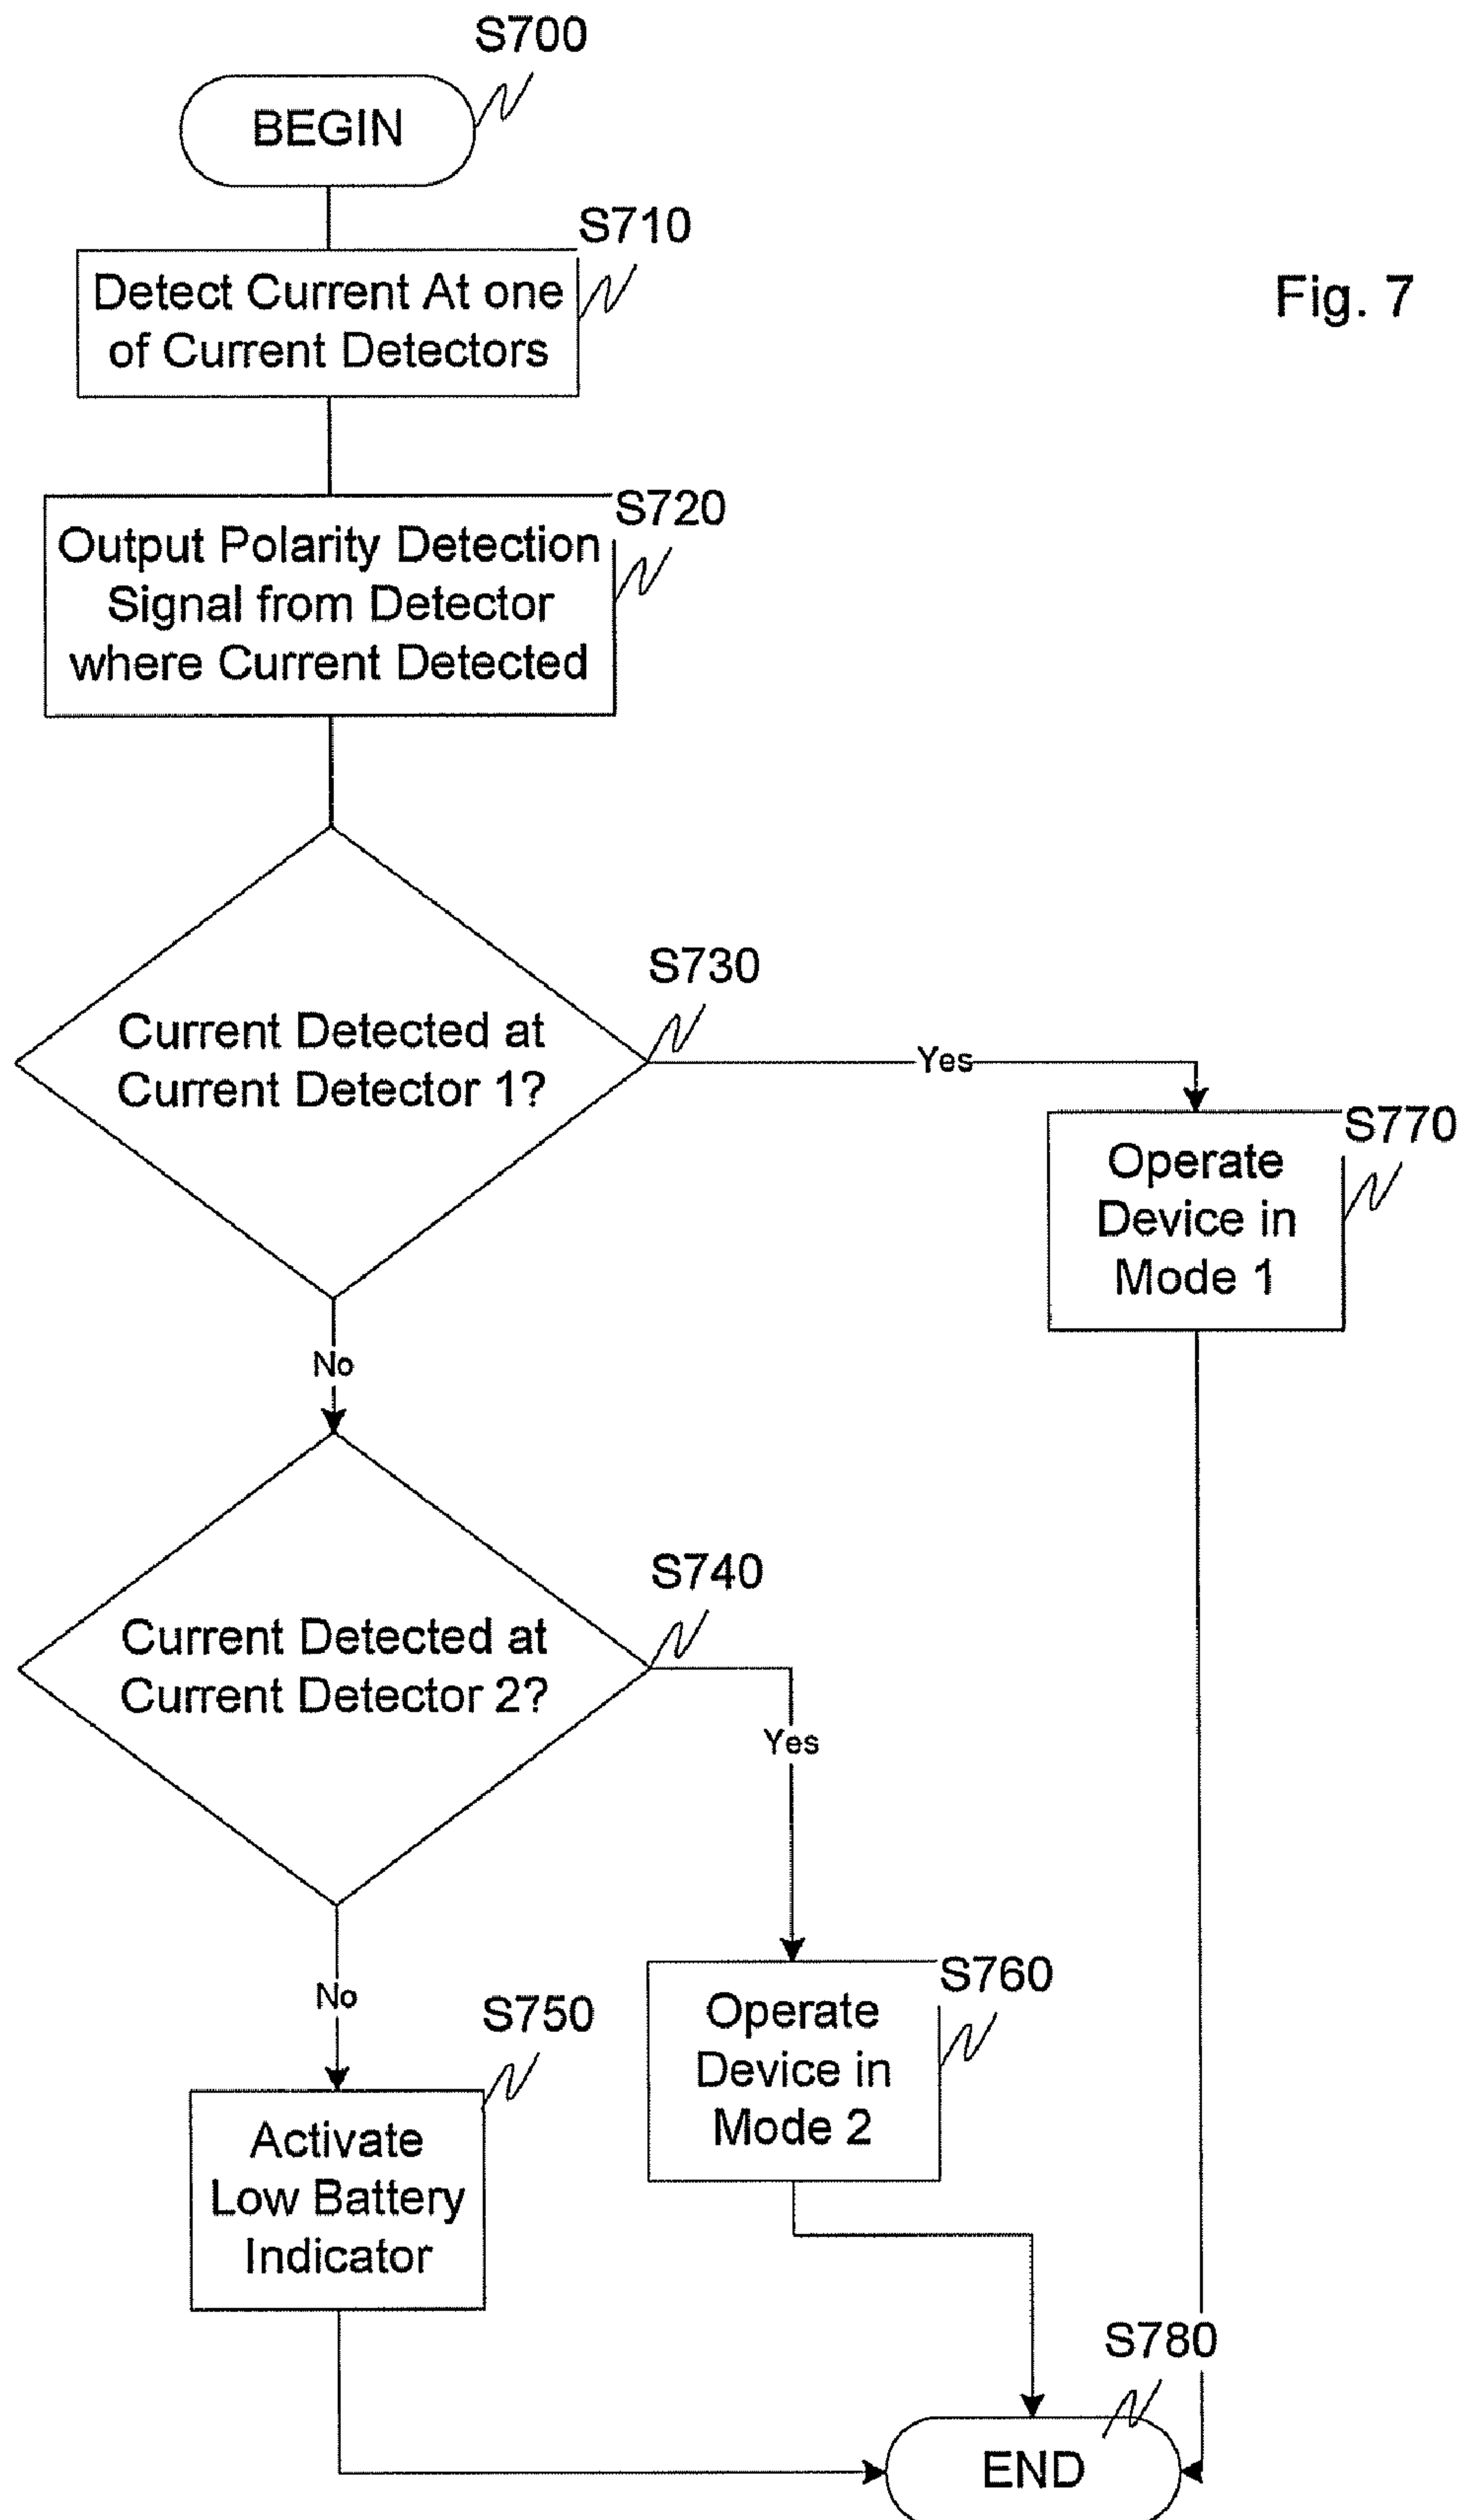 S700
BEGIN
S710
Detect Current At one
of Current Detectors
Fig. 7
S720
Output Polarity Detection
Signal from Detector
where Current Detected
S730
Current Detected at
Current Detector 1?
Yes
S770
Operate
Device in
Mode 1
No
S740
Current Detected at
Current Detector 2?
Yes
No
S760
Operate
Device in
Mode 2
S750
Activate
Low Battery
Indicator
S780
END